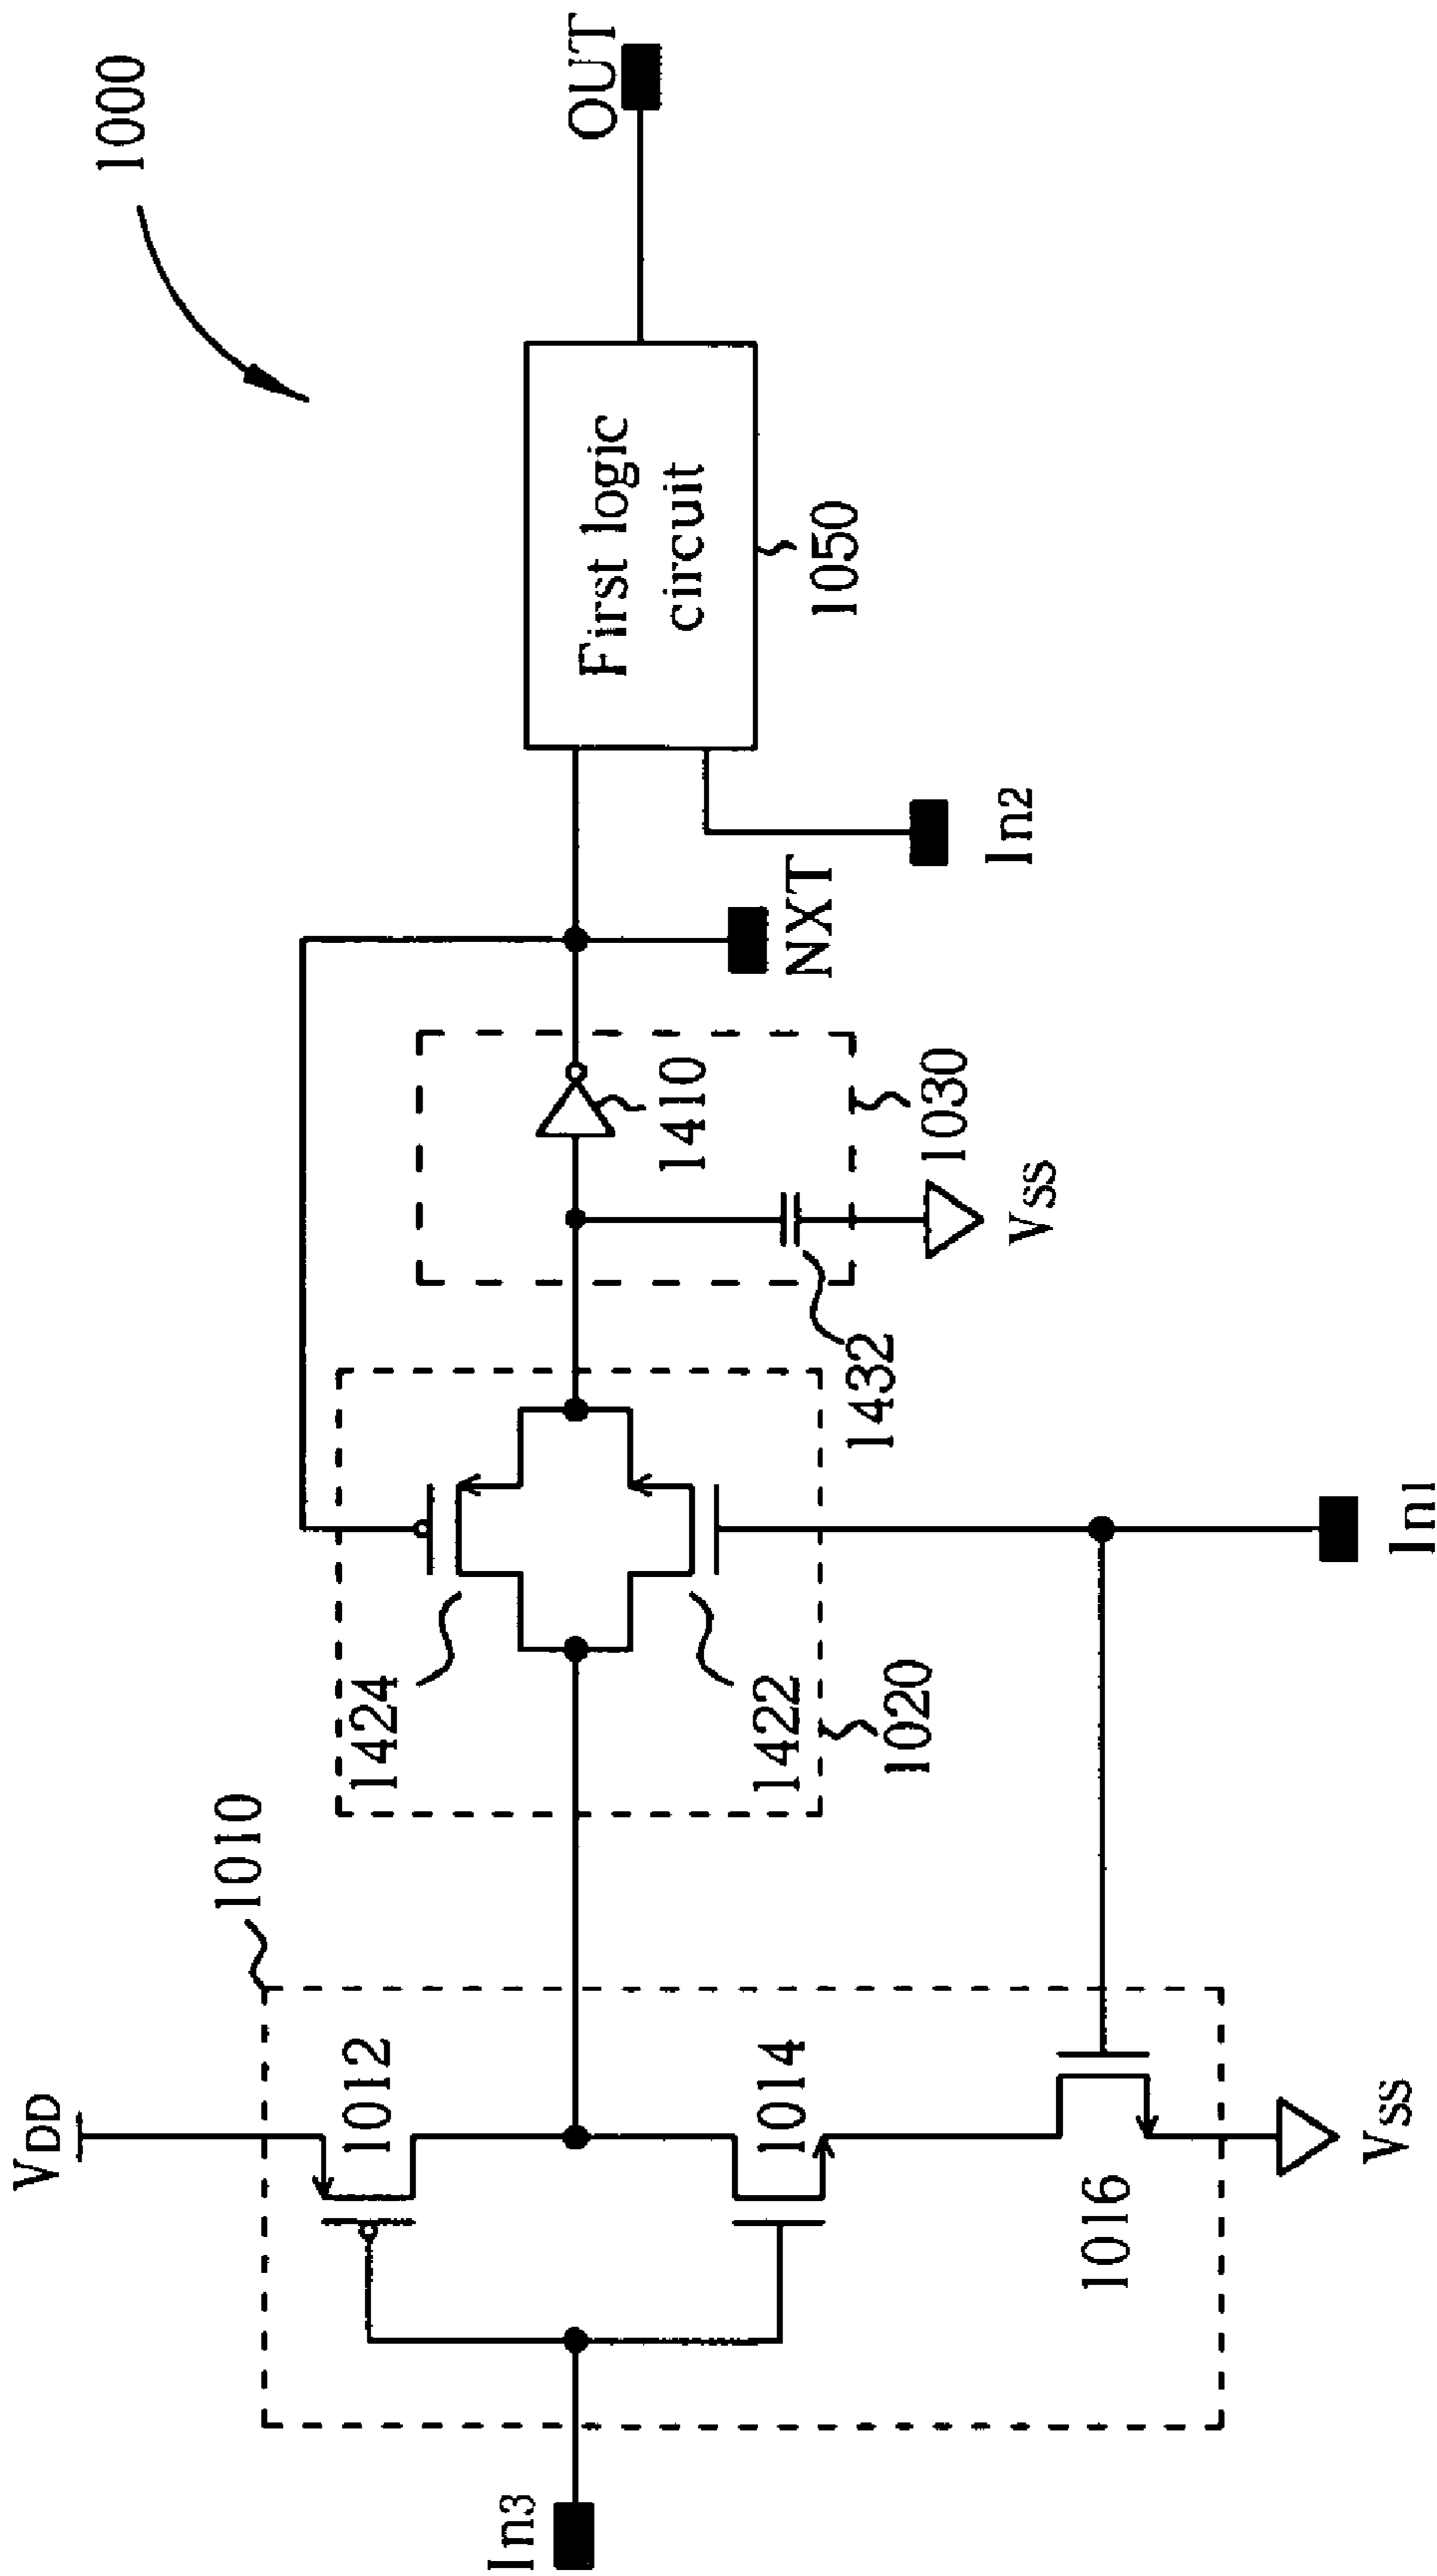 1000
VDD
1010
1012
1014
1016
VSS
In3
1424
1422
1020
In1
1432
1410
1030
VSS
NXT
In2
First logic
circuit
1050
OUT